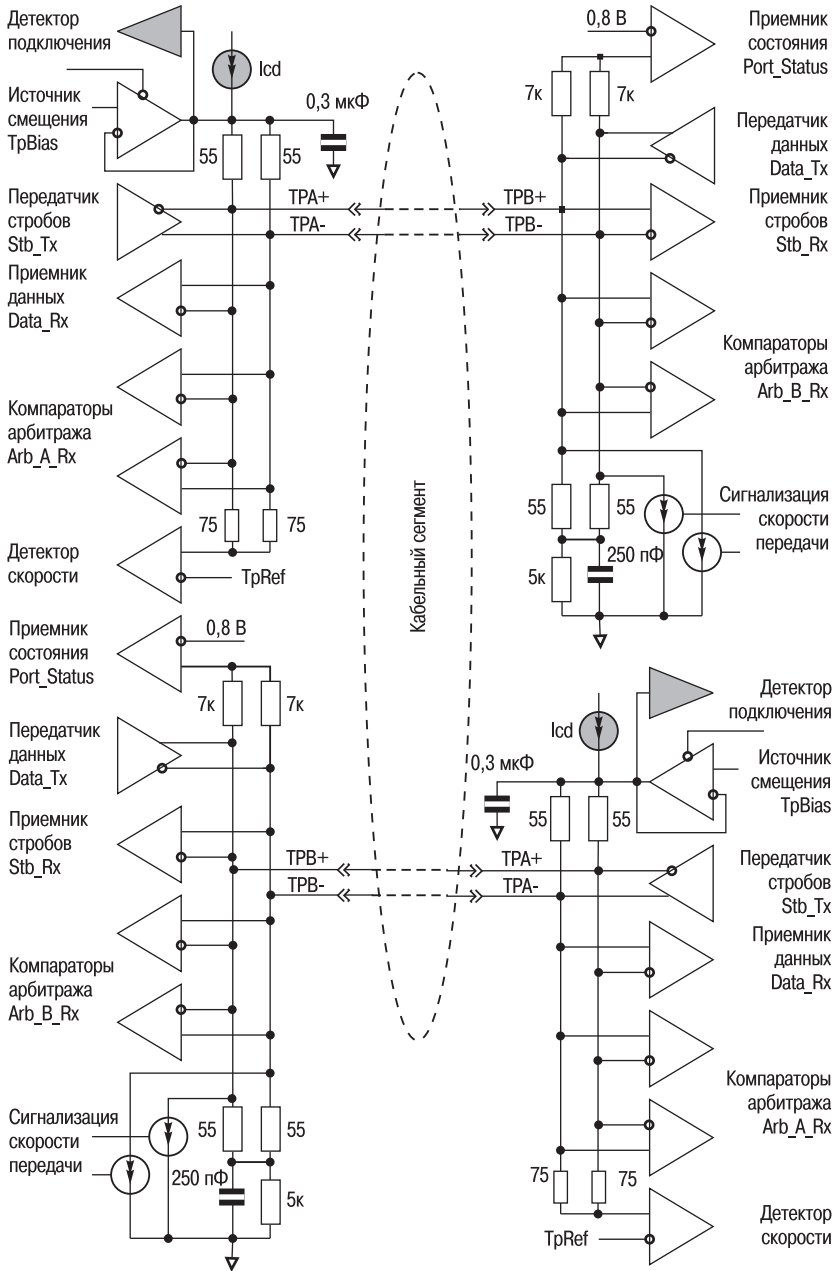 Детектор
подключения
Icd
Источник
смещения
TpBias
0,3 мкФ
55
55
Передатчик
стробов
Stb_Tx
TPA+
TPA-
Приемник
данных
Data_Rx
Компараторы
арбитража
Arb_A_Rx
75
75
Детектор
скорости
TpRef
0,8 В
Приемник
состояния
Port_Status
7к
7к
Передатчик
данных
Data_Tx
TPB+
TPB-
Приемник
стробов
Stb_Rx
Компараторы
арбитража
Arb_B_Rx
Сигнализация
скорости
передачи
55
55
250 пФ
5к
Кабельный сегмент
Приемник
состояния
Port_Status
0,8 В
7к
7к
Передатчик
данных
Data_Tx
Приемник
стробов
Stb_Rx
TPB+
TPB-
Компараторы
арбитража
Arb_B_Rx
Сигнализация
скорости
передачи
55
55
250 пФ
5к
Детектор
подключения
Icd
0,3 мкФ
Источник
смещения
TpBias
55
55
TPA+
TPA-
Передатчик
стробов
Stb_Tx
Приемник
данных
Data_Rx
Компараторы
арбитража
Arb_A_Rx
75
75
TpRef
Детектор
скорости